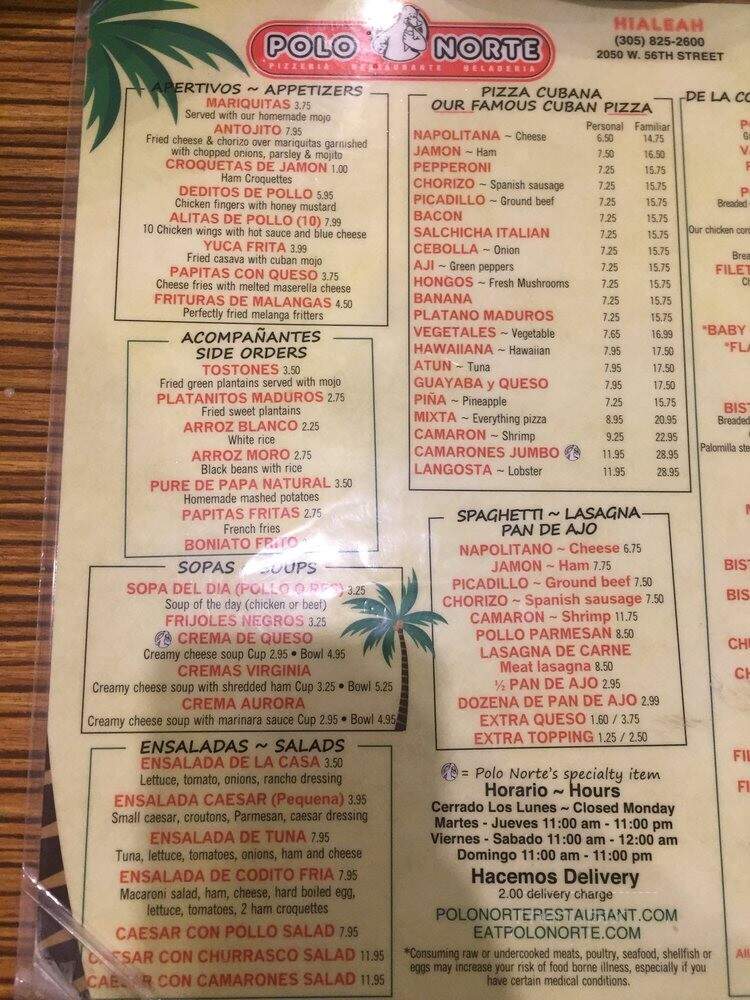 POLO NORTE
PIZZERIA RESTAURANTE HELADERIA
HIALEAH
(305) 825-2600
2050 W. 56TH STREET
APERTIVOS ~ APPETIZERS
MARIQUITAS 3.75
Served with our homemade mojo
ANTOJITO 7.95
Fried cheese & chorizo over mariquitas garnished
with chopped onions, parsley & mojito
CROQUETAS DE JAMON 1.00
Ham Croquettes
DEDITOS DE POLLO 5.95
Chicken fingers with honey mustard
ALITAS DE POLLO (10) 7.99
10 Chicken wings with hot sauce and blue cheese
YUCA FRITA 3.99
Fried casava with cuban mojo
PAPITAS CON QUESO 3.75
Cheese fries with melted maserella cheese
FRITURAS DE MALANGAS 4.50
Perfectly fried melanga fritters
ACOMPAÑANTES
SIDE ORDERS
TOSTONES 3.50
Fried green plantains served with mojo
PLATANITOS MADUROS 2.75
Fried sweet plantains
ARROZ BLANCO 2.25
White rice
ARROZ MORO 2.75
Black beans with rice
PURE DE PAPA NATURAL 3.50
Homemade mashed potatoes
PAPITAS FRITAS 2.75
French fries
BONIATO FRITO
SOPAS ~ SOUPS
SOPA DEL DIA (POLLO O RES) 3.25
Soup of the day (chicken or beef)
FRIJOLES NEGROS 3.25
CREMA DE QUESO
Creamy cheese soup Cup 2.95 • Bowl 4.95
CREMAS VIRGINIA
Creamy cheese soup with shredded ham Cup 3.25 • Bowl 5.25
CREMA AURORA
Creamy cheese soup with marinara sauce Cup 2.95 • Bowl 4.95
ENSALADAS ~ SALADS
ENSALADA DE LA CASA 3.50
Lettuce, tomato, onions, rancho dressing
ENSALADA CAESAR (Pequena) 3.95
Small caesar, croutons, Parmesan, caesar dressing
ENSALADA DE TUNA 7.95
Tuna, lettuce, tomatoes, onions, ham and cheese
ENSALADA DE CODITO FRIA 7.95
Macaroni salad, ham, cheese, hard boiled egg,
lettuce, tomatoes, 2 ham croquettes
CAESAR CON POLLO SALAD 7.95
CAESAR CON CHURRASCO SALAD 11.95
CAESAR CON CAMARONES SALAD 11.95
PIZZA CUBANA
OUR FAMOUS CUBAN PIZZA
Personal Familiar
NAPOLITANA ~ Cheese 6.50 14.75
JAMON ~ Ham 7.50 16.50
PEPPERONI 7.25 15.75
CHORIZO ~ Spanish sausage 7.25 15.75
PICADILLO ~ Ground beef 7.25 15.75
BACON 7.25 15.75
SALCHICHA ITALIAN 7.25 15.75
CEBOLLA ~ Onion 7.25 15.75
AJI ~ Green peppers 7.25 15.75
HONGOS ~ Fresh Mushrooms 7.25 15.75
BANANA 7.25 15.75
PLATANO MADUROS 7.25 15.75
VEGETALES ~ Vegetable 7.65 16.99
HAWAIIANA ~ Hawaiian 7.95 17.50
ATUN ~ Tuna 7.95 17.50
GUAYABA y QUESO 7.95 17.50
PIÑA ~ Pineapple 7.25 15.75
MIXTA ~ Everything pizza 8.95 20.95
CAMARON ~ Shrimp 9.25 22.95
CAMARONES JUMBO 11.95 28.95
LANGOSTA ~ Lobster 11.95 28.95
SPAGHETTI ~ LASAGNA
PAN DE AJO
NAPOLITANO ~ Cheese 6.75
JAMON ~ Ham 7.75
PICADILLO ~ Ground beef 7.50
CHORIZO ~ Spanish sausage 7.50
CAMARON ~ Shrimp 11.75
POLLO PARMESAN 8.50
LASAGNA DE CARNE
Meat lasagna 8.50
½ PAN DE AJO 2.95
DOZENA DE PAN DE AJO 2.99
EXTRA QUESO 1.60 / 3.75
EXTRA TOPPING 1.25 / 2.50
= Polo Norte's specialty item
Horario ~ Hours
Cerrado Los Lunes ~ Closed Monday
Martes - Jueves 11:00 am - 11:00 pm
Viernes - Sabado 11:00 am - 12:00 am
Domingo 11:00 am - 11:00 pm
Hacemos Delivery
2.00 delivery charge
POLONORTERESTAURANT.COM
EATPOLONORTE.COM
*Consuming raw or undercooked meats, poultry, seafood, shellfish or
eggs may increase your risk of food borne illness, especially if you
have certain medical conditions.
DE LA
Breaded
Our chicken
*BABY
Breaded
Palomilla